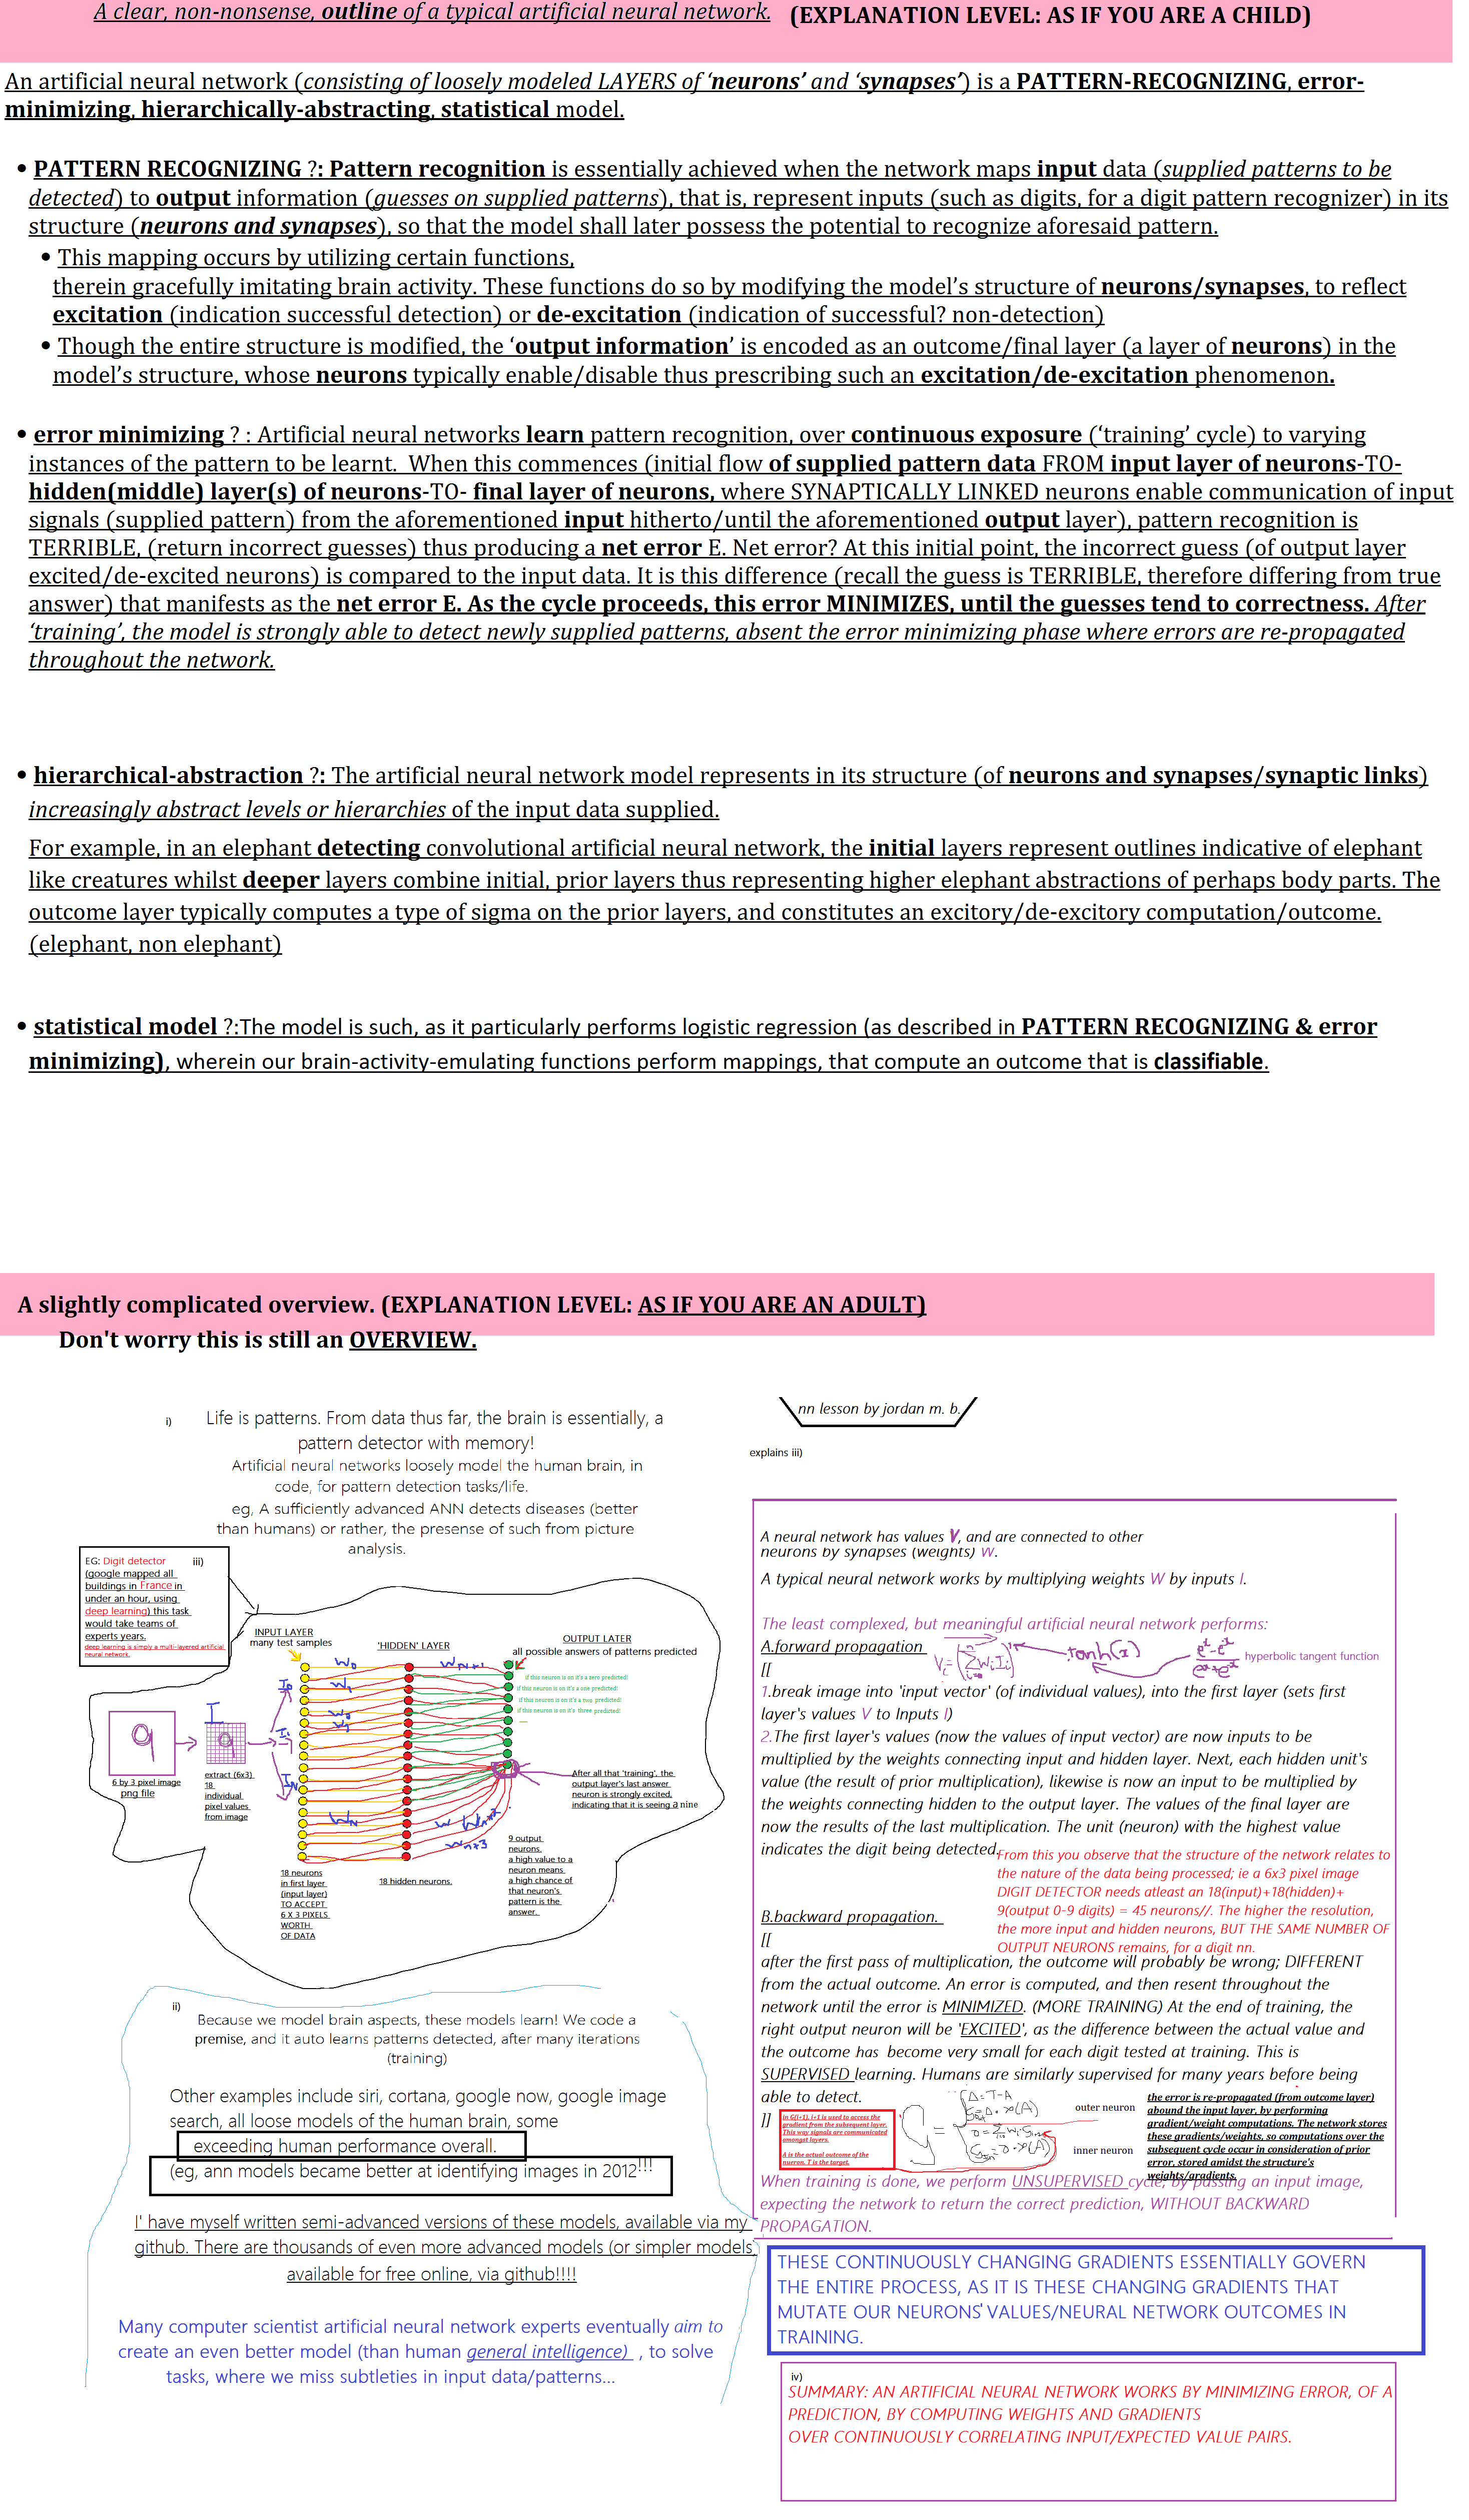 A clear, non-nonsense, outline of a typical artificial neural network. (EXPLANATION LEVEL: AS IF YOU ARE A CHILD)
An artificial neural network (consisting of loosely modeled LAYERS of ‘neurons’ and ‘synapses’) is a PATTERN-RECOGNIZING, error-
minimizing, hierarchically-abstracting, statistical model.
• PATTERN RECOGNIZING ?: Pattern recognition is essentially achieved when the network maps input data (supplied patterns to be
detected) to output information (guesses on supplied patterns), that is, represent inputs (such as digits, for a digit pattern recognizer) in its
structure (neurons and synapses), so that the model shall later possess the potential to recognize aforesaid pattern.
• This mapping occurs by utilizing certain functions,
therein gracefully imitating brain activity. These functions do so by modifying the model’s structure of neurons/synapses, to reflect
excitation (indication successful detection) or de-excitation (indication of successful? non-detection)
• Though the entire structure is modified, the ‘output information’ is encoded as an outcome/final layer (a layer of neurons) in the
model’s structure, whose neurons typically enable/disable thus prescribing such an excitation/de-excitation phenomenon.
• error minimizing ? : Artificial neural networks learn pattern recognition, over continuous exposure (‘training’ cycle) to varying
instances of the pattern to be learnt. When this commences (initial flow of supplied pattern data FROM input layer of neurons-TO-
hidden(middle) layer(s) of neurons-TO- final layer of neurons, where SYNAPTICALLY LINKED neurons enable communication of input
signals (supplied pattern) from the aforementioned input hitherto/until the aforementioned output layer), pattern recognition is
TERRIBLE, (return incorrect guesses) thus producing a net error E. Net error? At this initial point, the incorrect guess (of output layer
excited/de-excited neurons) is compared to the input data. It is this difference (recall the guess is TERRIBLE, therefore differing from true
answer) that manifests as the net error E. As the cycle proceeds, this error MINIMIZES, until the guesses tend to correctness. After
‘training’, the model is strongly able to detect newly supplied patterns, absent the error minimizing phase where errors are re-propagated
throughout the network.
• hierarchical-abstraction ?: The artificial neural network model represents in its structure (of neurons and synapses/synaptic links)
increasingly abstract levels or hierarchies of the input data supplied.
For example, in an elephant detecting convolutional artificial neural network, the initial layers represent outlines indicative of elephant
like creatures whilst deeper layers combine initial, prior layers thus representing higher elephant abstractions of perhaps body parts. The
outcome layer typically computes a type of sigma on the prior layers, and constitutes an excitory/de-excitory computation/outcome.
(elephant, non elephant)
• statistical model ?:The model is such, as it particularly performs logistic regression (as described in PATTERN RECOGNIZING & error
minimizing), wherein our brain-activity-emulating functions perform mappings, that compute an outcome that is classifiable.
A slightly complicated overview. (EXPLANATION LEVEL: AS IF YOU ARE AN ADULT)
Don't worry this is still an OVERVIEW.
i) Life is patterns. From data thus far, the brain is essentially, a
pattern detector with memory!
Artificial neural networks loosely model the human brain, in
code, for pattern detection tasks/life.
eg, A sufficiently advanced ANN detects diseases (better
than humans) or rather, the presense of such from picture
analysis.
EG: Digit detector iii)
(google mapped all
buildings in France in
under an hour, using
deep learning) this task
would take teams of
experts years.
deep learning is simply a multi-layered artificial
neural network.
INPUT LAYER
many test samples
'HIDDEN' LAYER
OUTPUT LATER
all possible answers of patterns predicted
W0
Wn+1
W1
if this neuron is on it's a zero predicted!
if this neuron is on it's a one predicted!
if this neuron is on it's a two predicted!
if this neuron is on it's three predicted!
I
I0
I1
IN
9
9
6 by 3 pixel image
png file
extract (6x3)
18
individual
pixel values
from image
WN
W Wn+2
Wn+3
After all that 'training', the
output layer's last answer
neuron is strongly excited,
indicating that it is seeing a nine
18 neurons
in first layer
(input layer)
TO ACCEPT
6 X 3 PIXELS
WORTH
OF DATA
18 hidden neurons.
9 output
neurons.
a high value to a
neuron means
a high chance of
that neuron's
pattern is the
answer.
ii)
Because we model brain aspects, these models learn! We code a
premise, and it auto learns patterns detected, after many iterations
(training)
Other examples include siri, cortana, google now, google image
search, all loose models of the human brain, some
exceeding human performance overall.
(eg, ann models became better at identifying images in 2012!!!
I' have myself written semi-advanced versions of these models, available via my
github. There are thousands of even more advanced models (or simpler models)
available for free online, via github!!!!
Many computer scientist artificial neural network experts eventually aim to
create an even better model (than human general intelligence) , to solve
tasks, where we miss subtleties in input data/patterns...
nn lesson by jordan m. b.
explains iii)
A neural network has values V, and are connected to other
neurons by synapses (weights) W.
A typical neural network works by multiplying weights W by inputs I.
The least complexed, but meaningful artificial neural network performs:
A.forward propagation
Vi = (Σ Wi Ii) n i=0
tanh(x)
e^x - e^-x / e^x + e^-x
hyperbolic tangent function
[[
1.break image into 'input vector' (of individual values), into the first layer (sets first
layer's values V to Inputs I)
2.The first layer's values (now the values of input vector) are now inputs to be
multiplied by the weights connecting input and hidden layer. Next, each hidden unit's
value (the result of prior multiplication), likewise is now an input to be multiplied by
the weights connecting hidden to the output layer. The values of the final layer are
now the results of the last multiplication. The unit (neuron) with the highest value
indicates the digit being detected.
From this you observe that the structure of the network relates to
the nature of the data being processed; ie a 6x3 pixel image
DIGIT DETECTOR needs atleast an 18(input)+18(hidden)+
9(output 0-9 digits) = 45 neurons//. The higher the resolution,
the more input and hidden neurons, BUT THE SAME NUMBER OF
OUTPUT NEURONS remains, for a digit nn.
B.backward propagation.
[[
after the first pass of multiplication, the outcome will probably be wrong; DIFFERENT
from the actual outcome. An error is computed, and then resent throughout the
network until the error is MINIMIZED. (MORE TRAINING) At the end of training, the
right output neuron will be 'EXCITED', as the difference between the actual value and
the outcome has become very small for each digit tested at training. This is
SUPERVISED learning. Humans are similarly supervised for many years before being
able to detect.
]]
in G(i+1), i+1 is used to access the
gradient from the subsequent layer.
This way signals are communicated
amongst layers.
A is the actual outcome of the
nueron, T is the target.
Δ=T-A
outer neuron
inner neuron
the error is re-propagated (from outcome layer)
abound the input layer, by performing
gradient/weight computations. The network stores
these gradients/weights, so computations over the
subsequent cycle occur in consideration of prior
error, stored amidst the structure's
weights/gradients.
When training is done, we perform UNSUPERVISED cycle, by passing an input image,
expecting the network to return the correct prediction, WITHOUT BACKWARD
PROPAGATION.
THESE CONTINUOUSLY CHANGING GRADIENTS ESSENTIALLY GOVERN
THE ENTIRE PROCESS, AS IT IS THESE CHANGING GRADIENTS THAT
MUTATE OUR NEURONS' VALUES/NEURAL NETWORK OUTCOMES IN
TRAINING.
iv)
SUMMARY: AN ARTIFICIAL NEURAL NETWORK WORKS BY MINIMIZING ERROR, OF A
PREDICTION, BY COMPUTING WEIGHTS AND GRADIENTS
OVER CONTINUOUSLY CORRELATING INPUT/EXPECTED VALUE PAIRS.